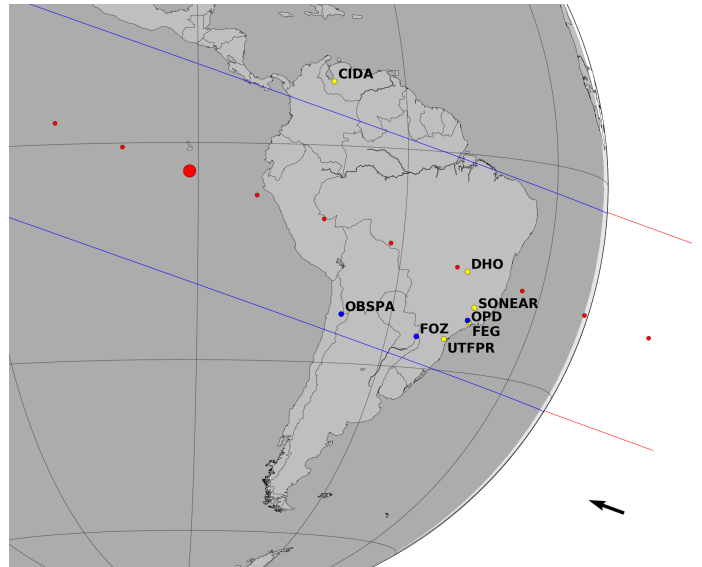 CIDA
DHO
SONEAR
OBSPA
OPD
FOZ
FEG
UTFPR